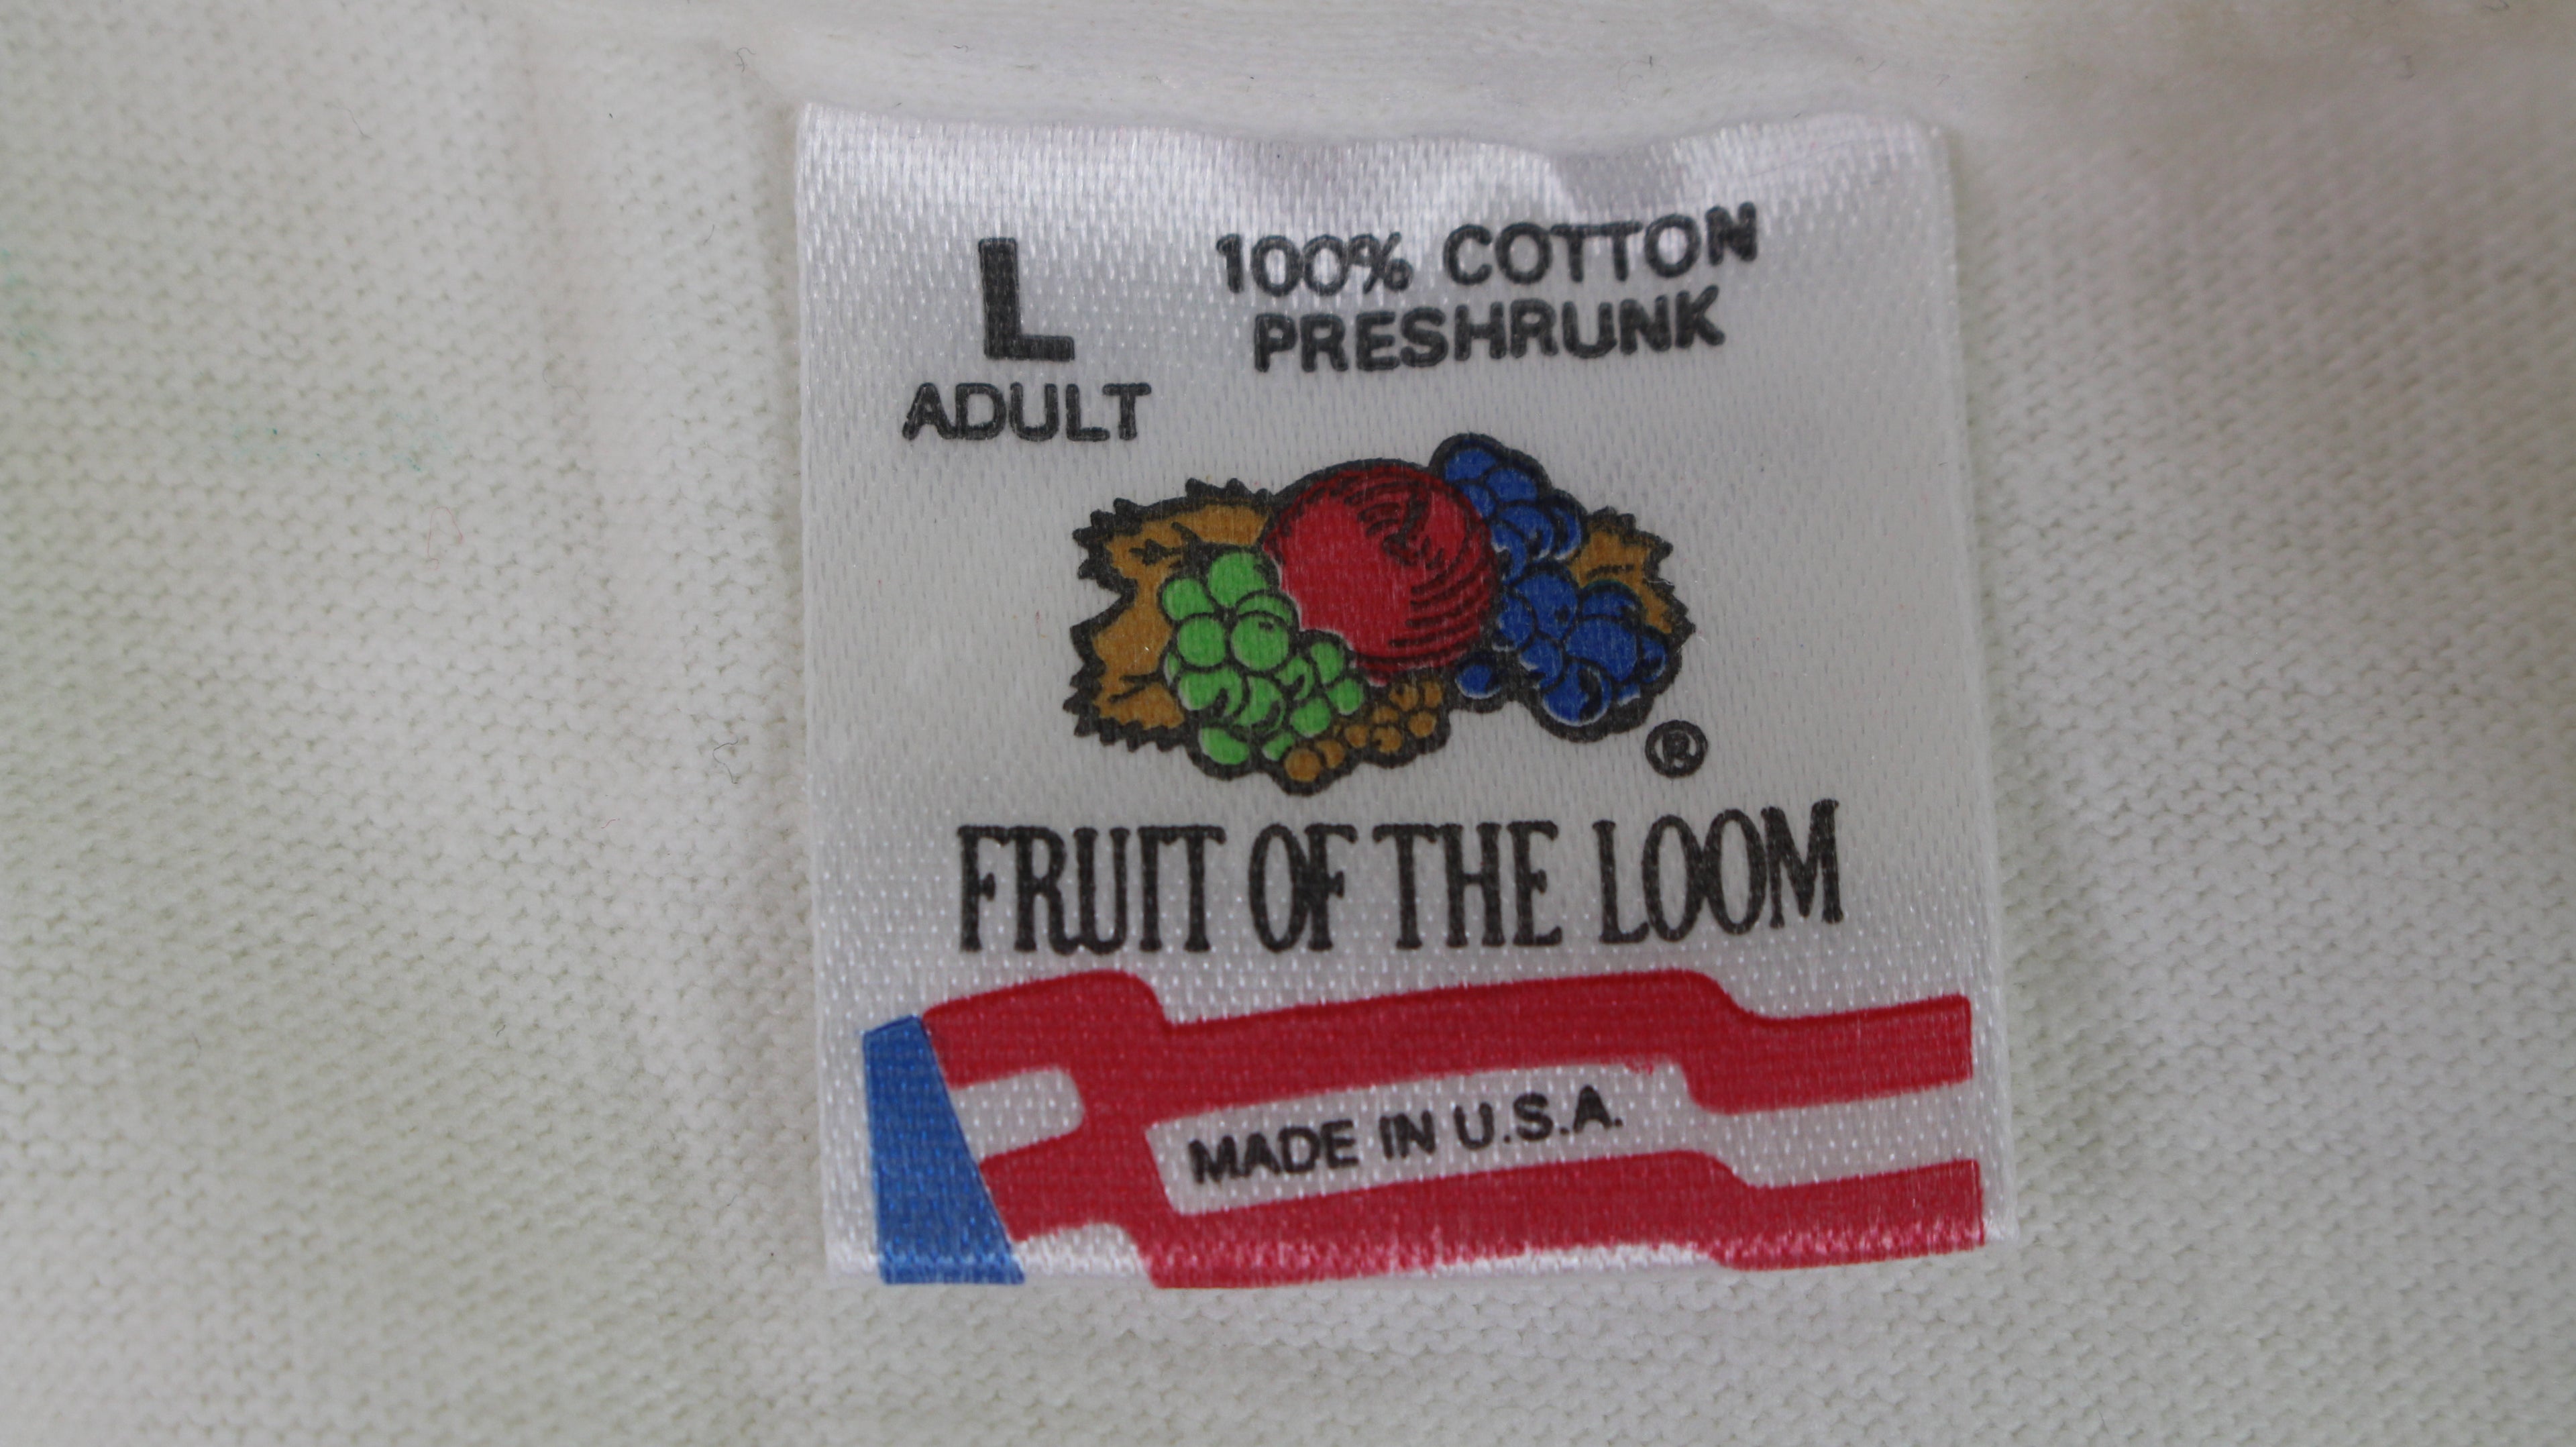 L
ADULT
100% COTTON
PRESHRUNK
®
FRUIT OF THE LOOM
MADE IN U.S.A.